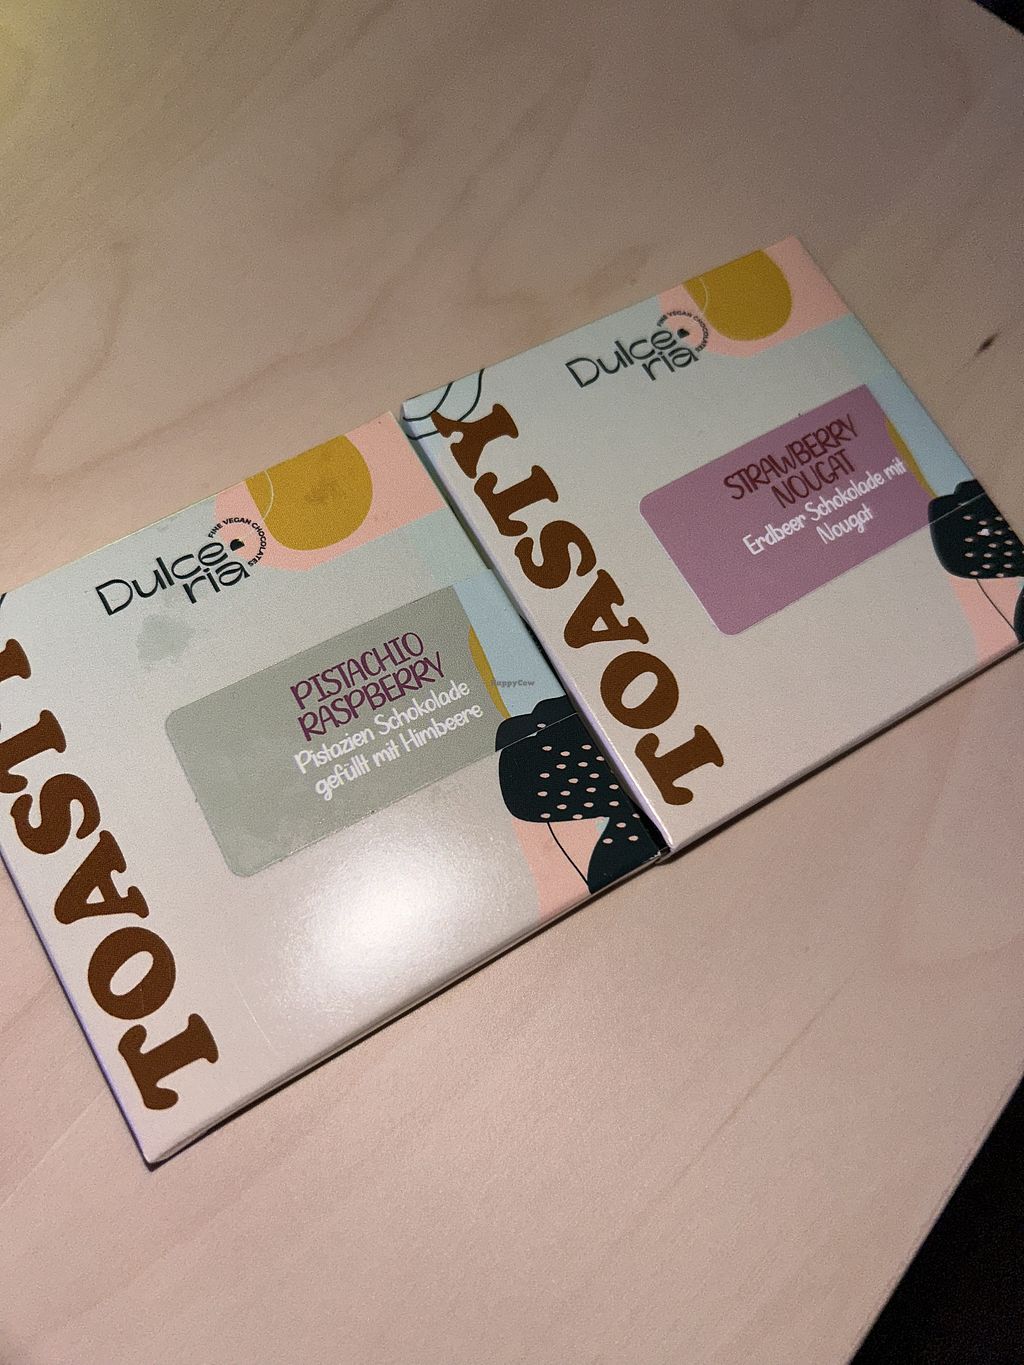 Dulce
ria
FINE VEGAN CHOCOLATES
TOASTY
PISTACHIO
RASPBERRY
Pistazien Schokolade
gefüllt mit Himbeere
Dulce
ria
FINE VEGAN CHOCOLATES
TOASTY
STRAWBERRY
NOUGAT
Erdbeer Schokolade mit
Nougat
HappyCow